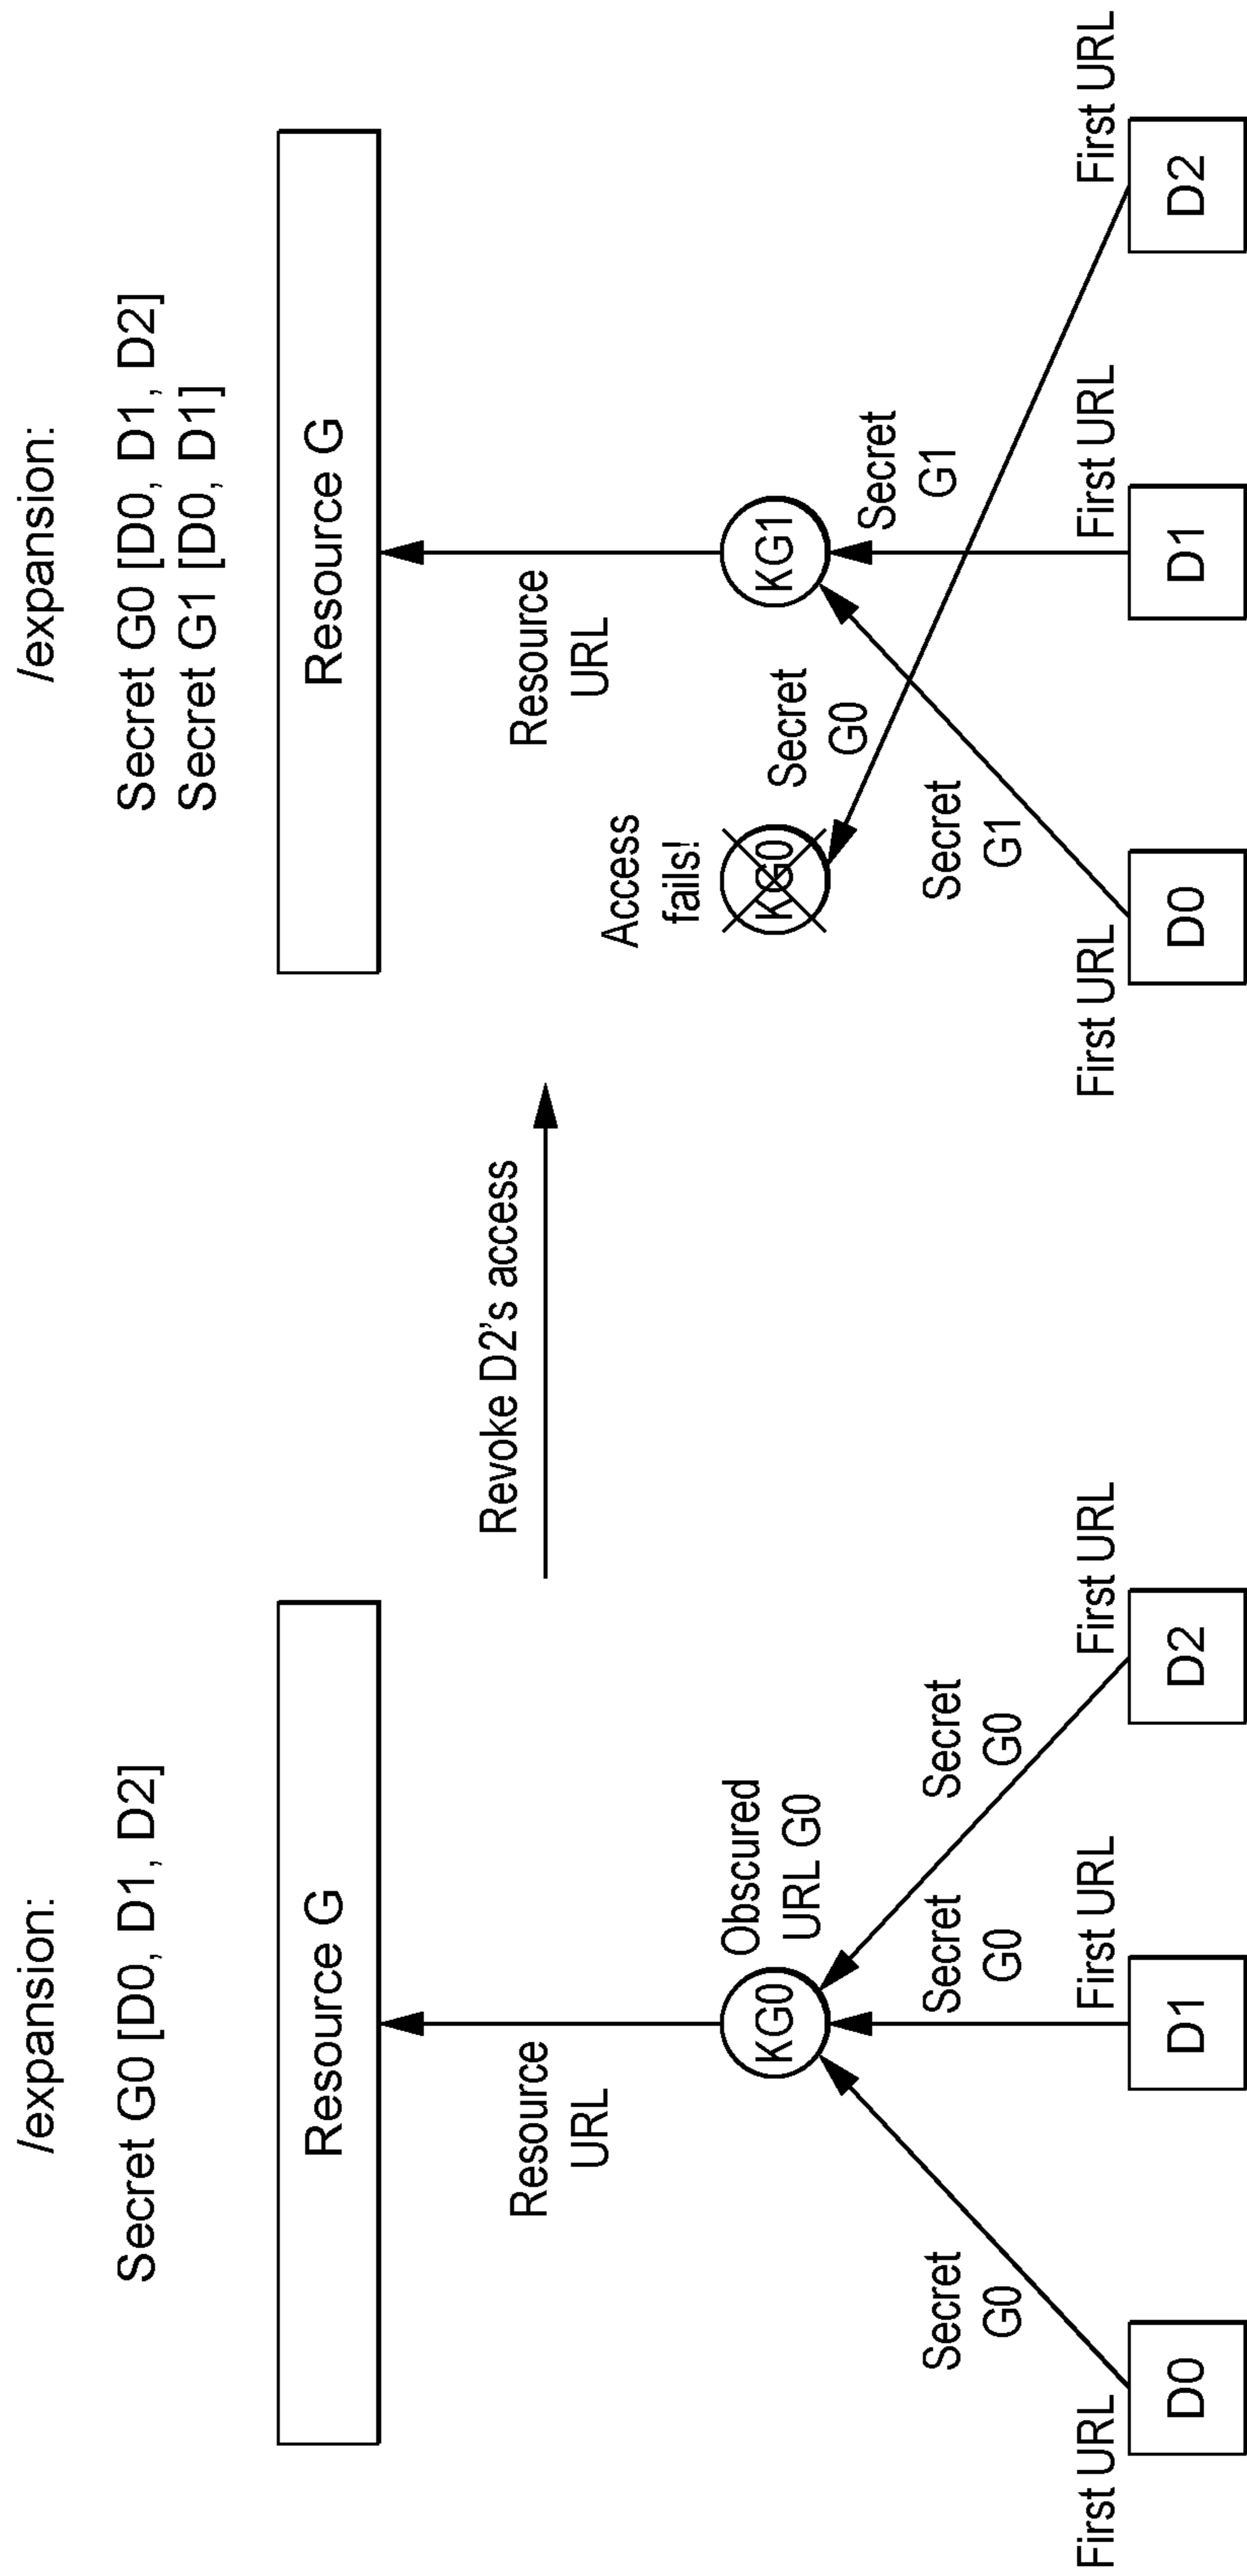 /expansion:
Secret G0 [D0, D1, D2]
Resource G
Resource
URL
KG0
Obscured
URL G0
Secret
G0
Secret
G0
Secret
G0
First URL
D0
First URL
D1
First URL
D2
Revoke D2's access
/expansion:
Secret G0 [D0, D1, D2]
Secret G1 [D0, D1]
Resource G
Resource
URL
Access
fails!
KG0
Secret
G0
KG1
Secret
G1
Secret
G1
First URL
D0
First URL
D1
First URL
D2